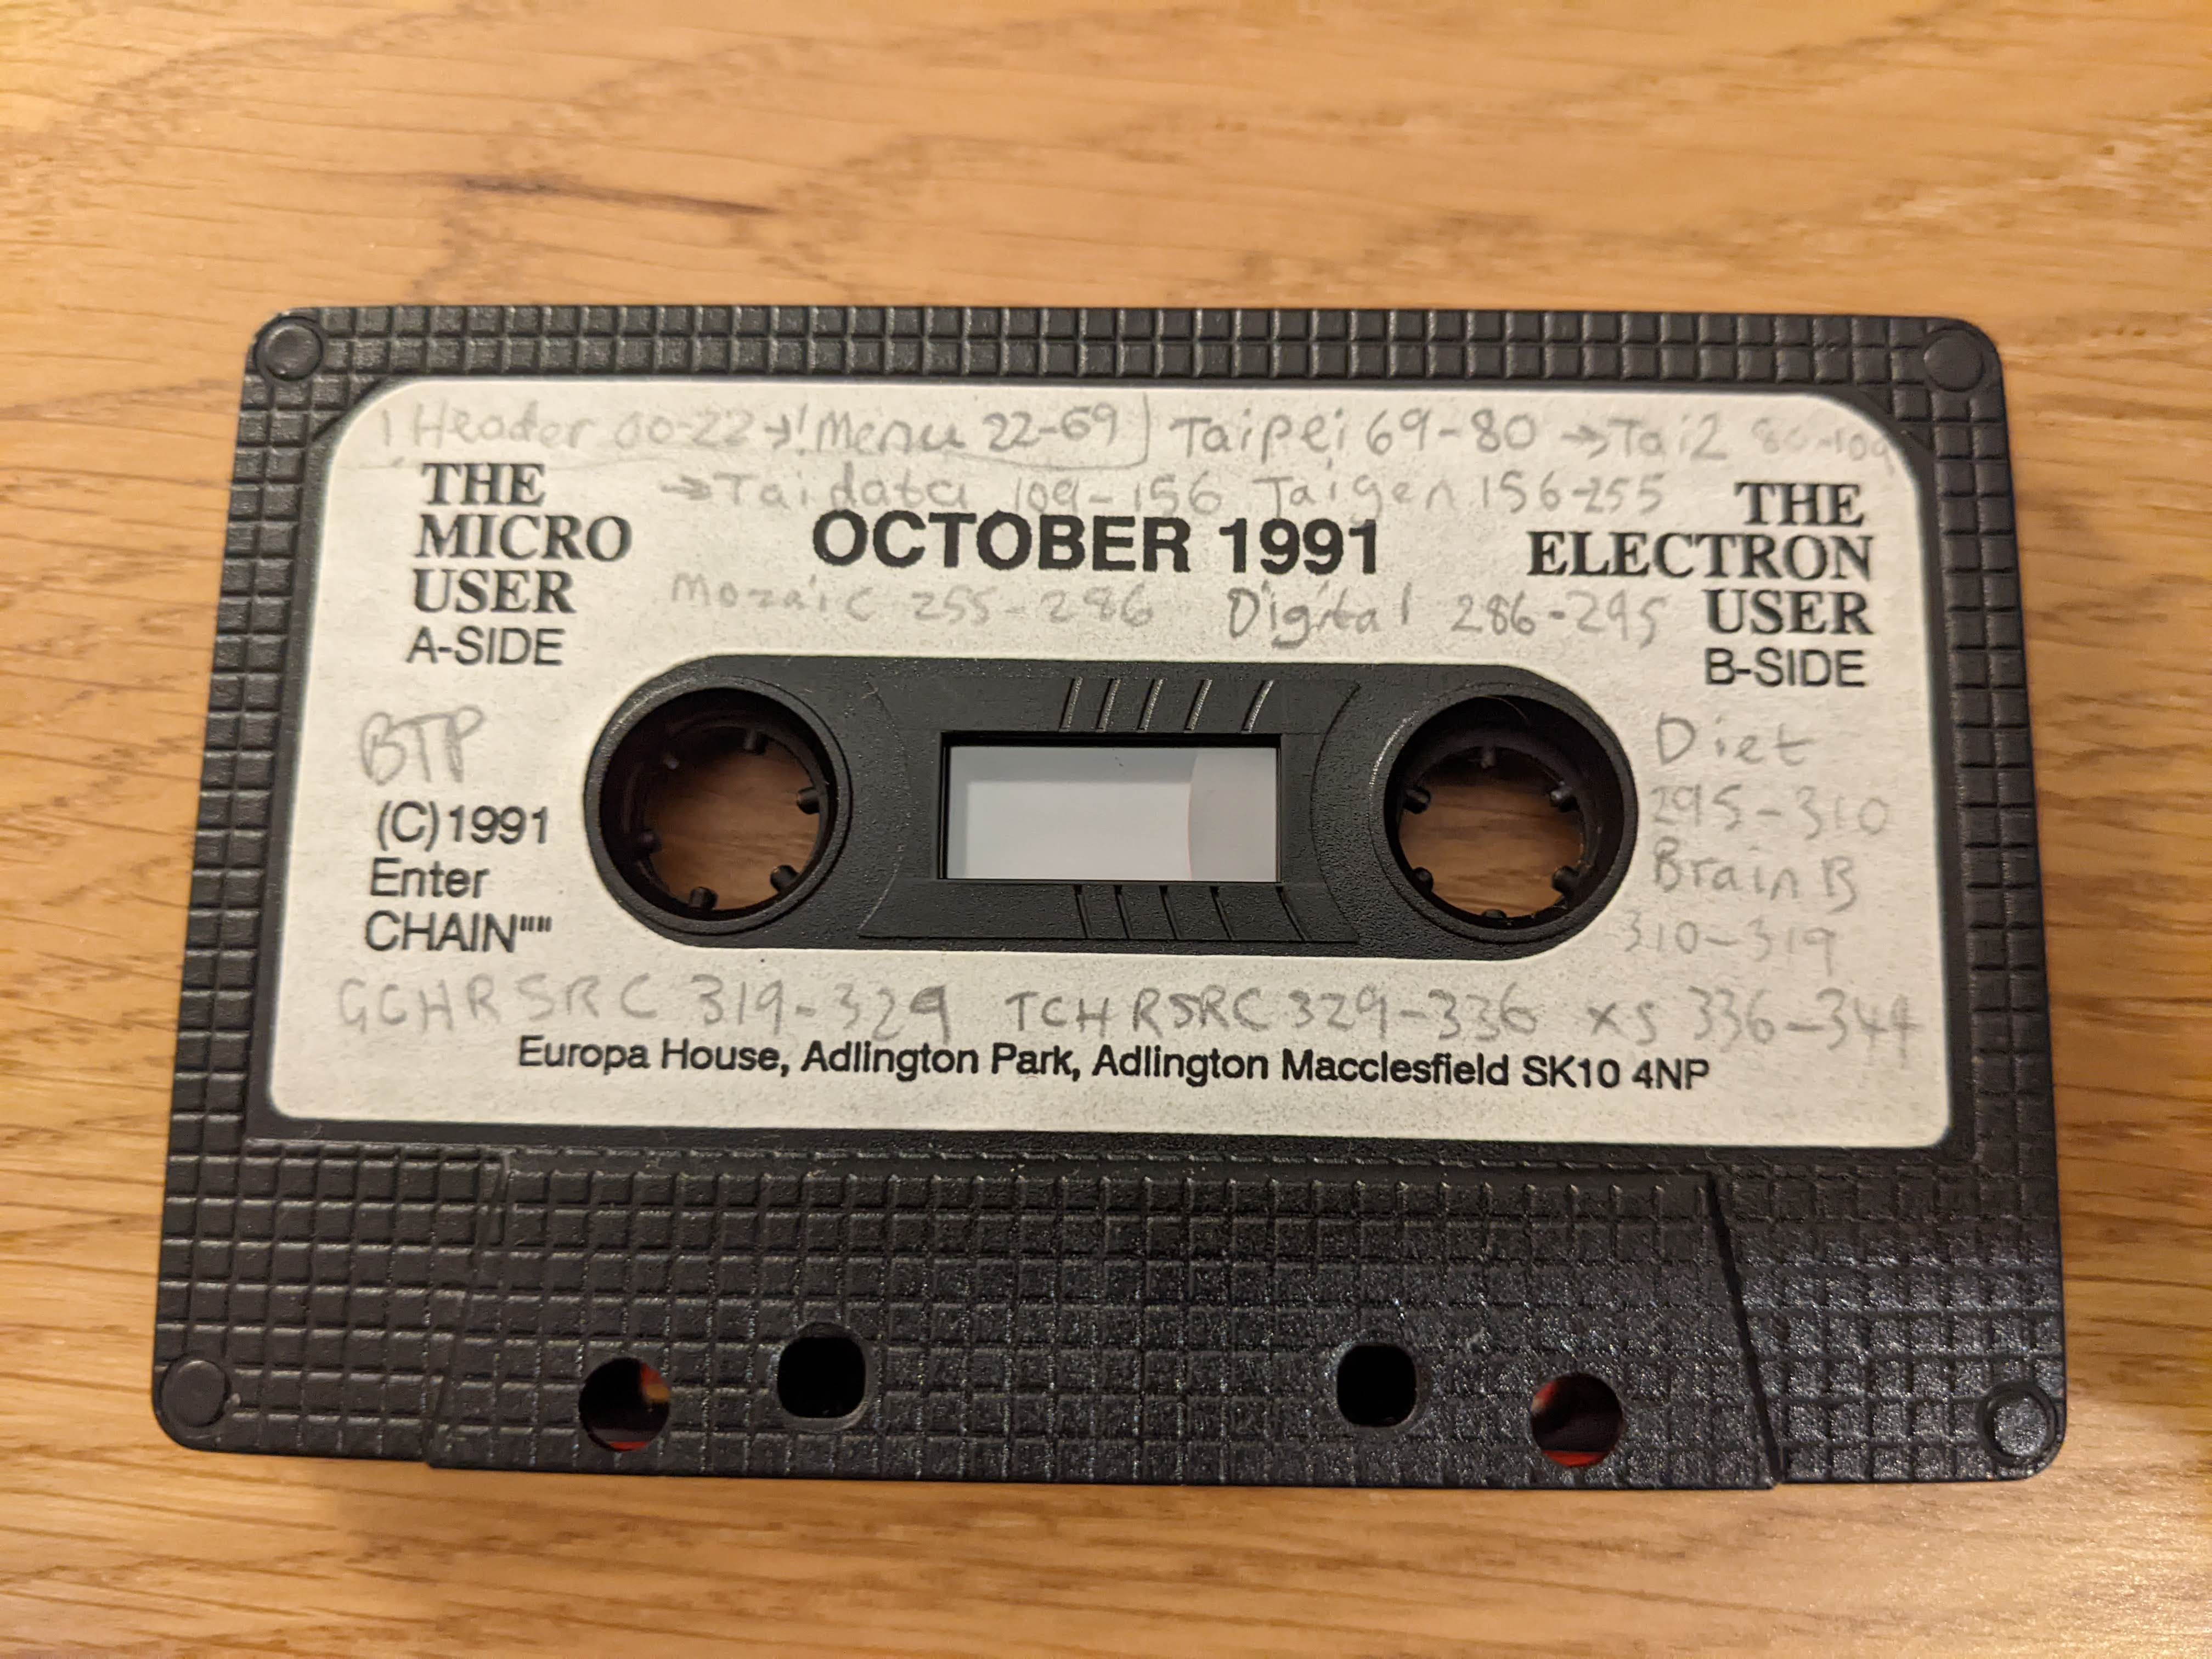 ! Header 00-22→!Menu 22-69 Taipei 69-80 →Tai2 80-109
→Taidata 109-156 Taigen 156-255
THE
MICRO
USER
A-SIDE
OCTOBER 1991
THE
ELECTRON
USER
B-SIDE
Mozaic 255-286 Digital 286-295
BTP
(C)1991
Enter
CHAIN""
Diet
295-310
BrainB
310-319
GCHRSRC 319-329 TCHRSRC 329-336 XS 336-344
Europa House, Adlington Park, Adlington Macclesfield SK10 4NP